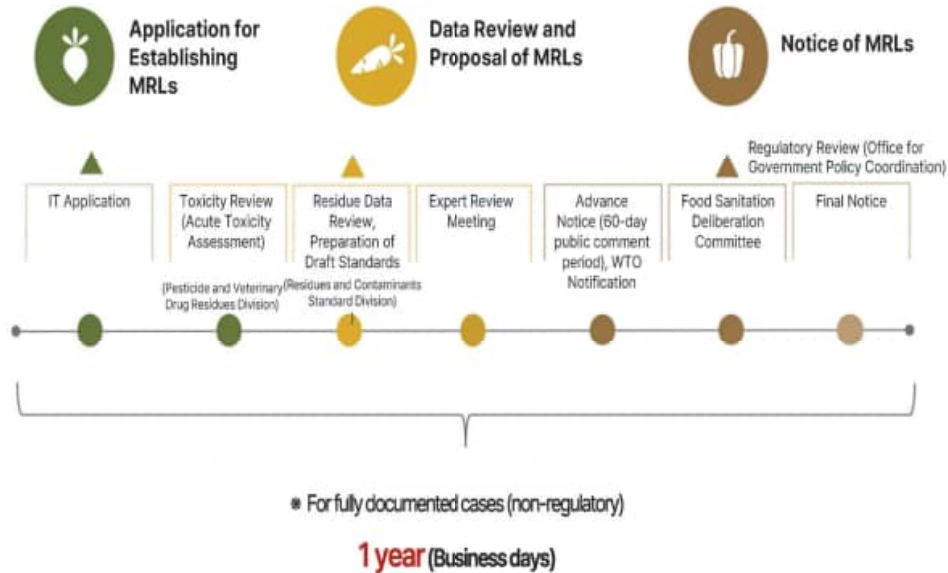 Application for
Establishing
MRLs
Data Review and
Proposal of MRLs
Notice of MRLs
Regulatory Review (Office for
Government Policy Coordination)
IT Application
Toxicity Review
(Acute Toxicity
Assessment)
Residue Data
Review,
Preparation of
Draft Standards
Expert Review
Meeting
Advance
Notice (60-day
public comment
period), WTO
Notification
Food Sanitation
Deliberation
Committee
Final Notice
(Pesticide and Veterinary
Drug Residues Division)
(Residues and Contaminants
Standard Division)
* For fully documented cases (non-regulatory)
1 year (Business days)